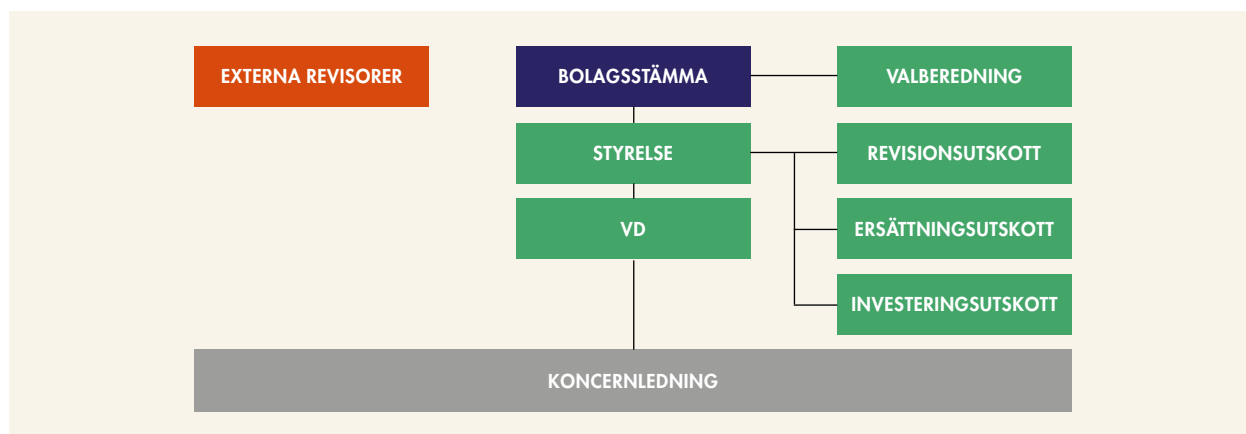 EXTERNA REVISORER
BOLAGSSTÄMMA
VALBEREDNING
STYRELSE
REVISIONSUTSKOTT
VD
ERSÄTTNINGSUTSKOTT
INVESTERINGSUTSKOTT
KONCERNLEDNING